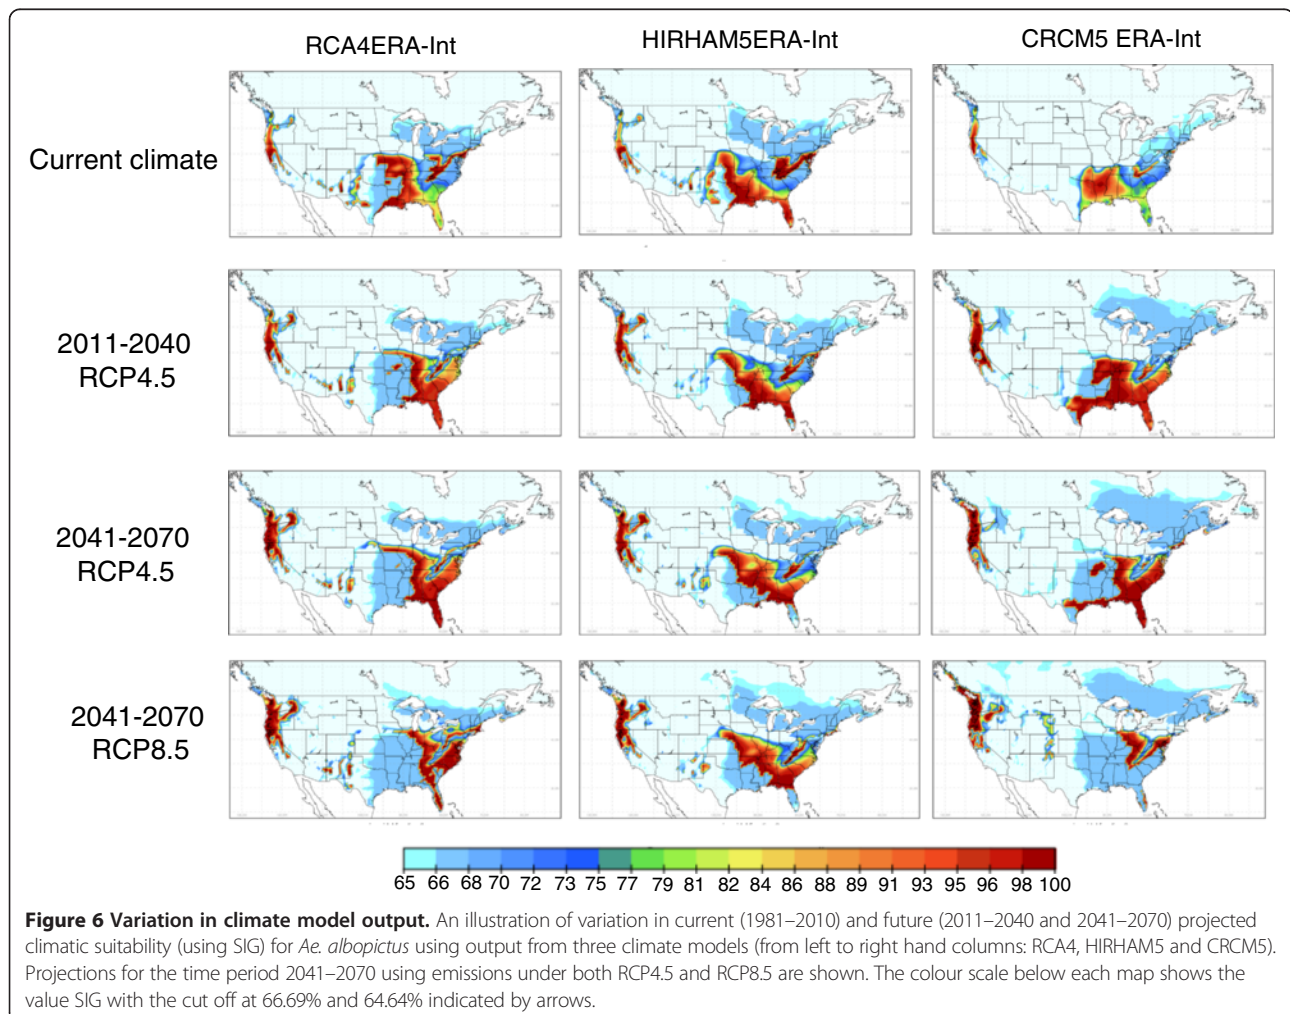 RCA4ERA-Int
HIRHAM5ERA-Int
CRCM5 ERA-Int
Current climate
2011-2040
RCP4.5
2041-2070
RCP4.5
2041-2070
RCP8.5
65 66 68 70 72 73 75 77 79 81 82 84 86 88 89 91 93 95 96 98 100
Figure 6 Variation in climate model output. An illustration of variation in current (1981–2010) and future (2011–2040 and 2041–2070) projected
climatic suitability (using SIG) for Ae. albopictus using output from three climate models (from left to right hand columns: RCA4, HIRHAM5 and CRCM5).
Projections for the time period 2041–2070 using emissions under both RCP4.5 and RCP8.5 are shown. The colour scale below each map shows the
value SIG with the cut off at 66.69% and 64.64% indicated by arrows.